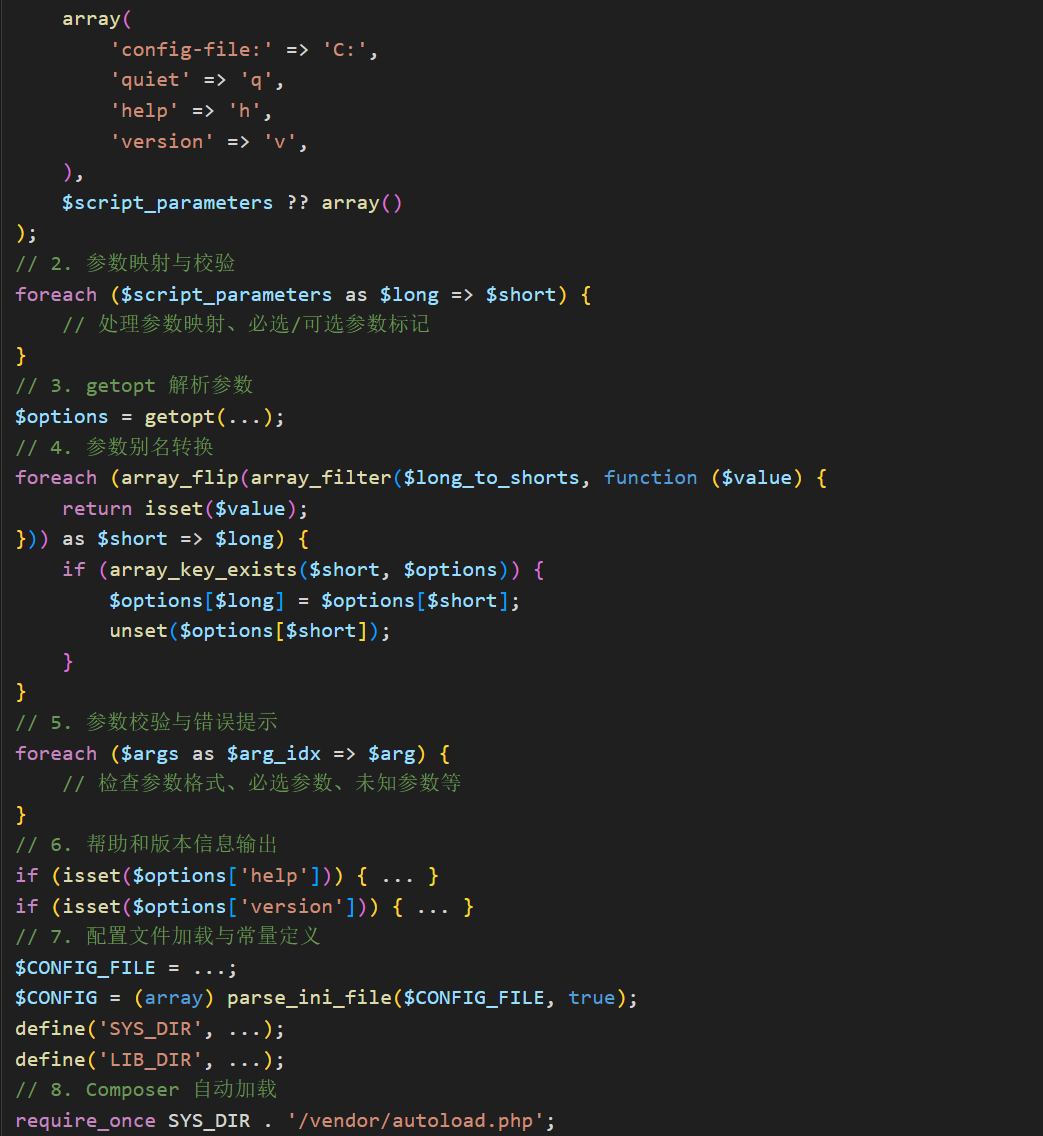 array(
        'config-file:' => 'C:',
        'quiet' => 'q',
        'help' => 'h',
        'version' => 'v',
    ),
    $script_parameters ?? array()
);
// 2. 参数映射与校验
foreach ($script_parameters as $long => $short) {
    // 处理参数映射、必选/可选参数标记
}
// 3. getopt 解析参数
$options = getopt(...);
// 4. 参数别名转换
foreach (array_flip(array_filter($long_to_shorts, function ($value) {
    return isset($value);
})) as $short => $long) {
    if (array_key_exists($short, $options)) {
        $options[$long] = $options[$short];
        unset($options[$short]);
    }
}
// 5. 参数校验与错误提示
foreach ($args as $arg_idx => $arg) {
    // 检查参数格式、必选参数、未知参数等
}
// 6. 帮助和版本信息输出
if (isset($options['help'])) { ... }
if (isset($options['version'])) { ... }
// 7. 配置文件加载与常量定义
$CONFIG_FILE = ...;
$CONFIG = (array) parse_ini_file($CONFIG_FILE, true);
define('SYS_DIR', ...);
define('LIB_DIR', ...);
// 8. Composer 自动加载
require_once SYS_DIR . '/vendor/autoload.php';